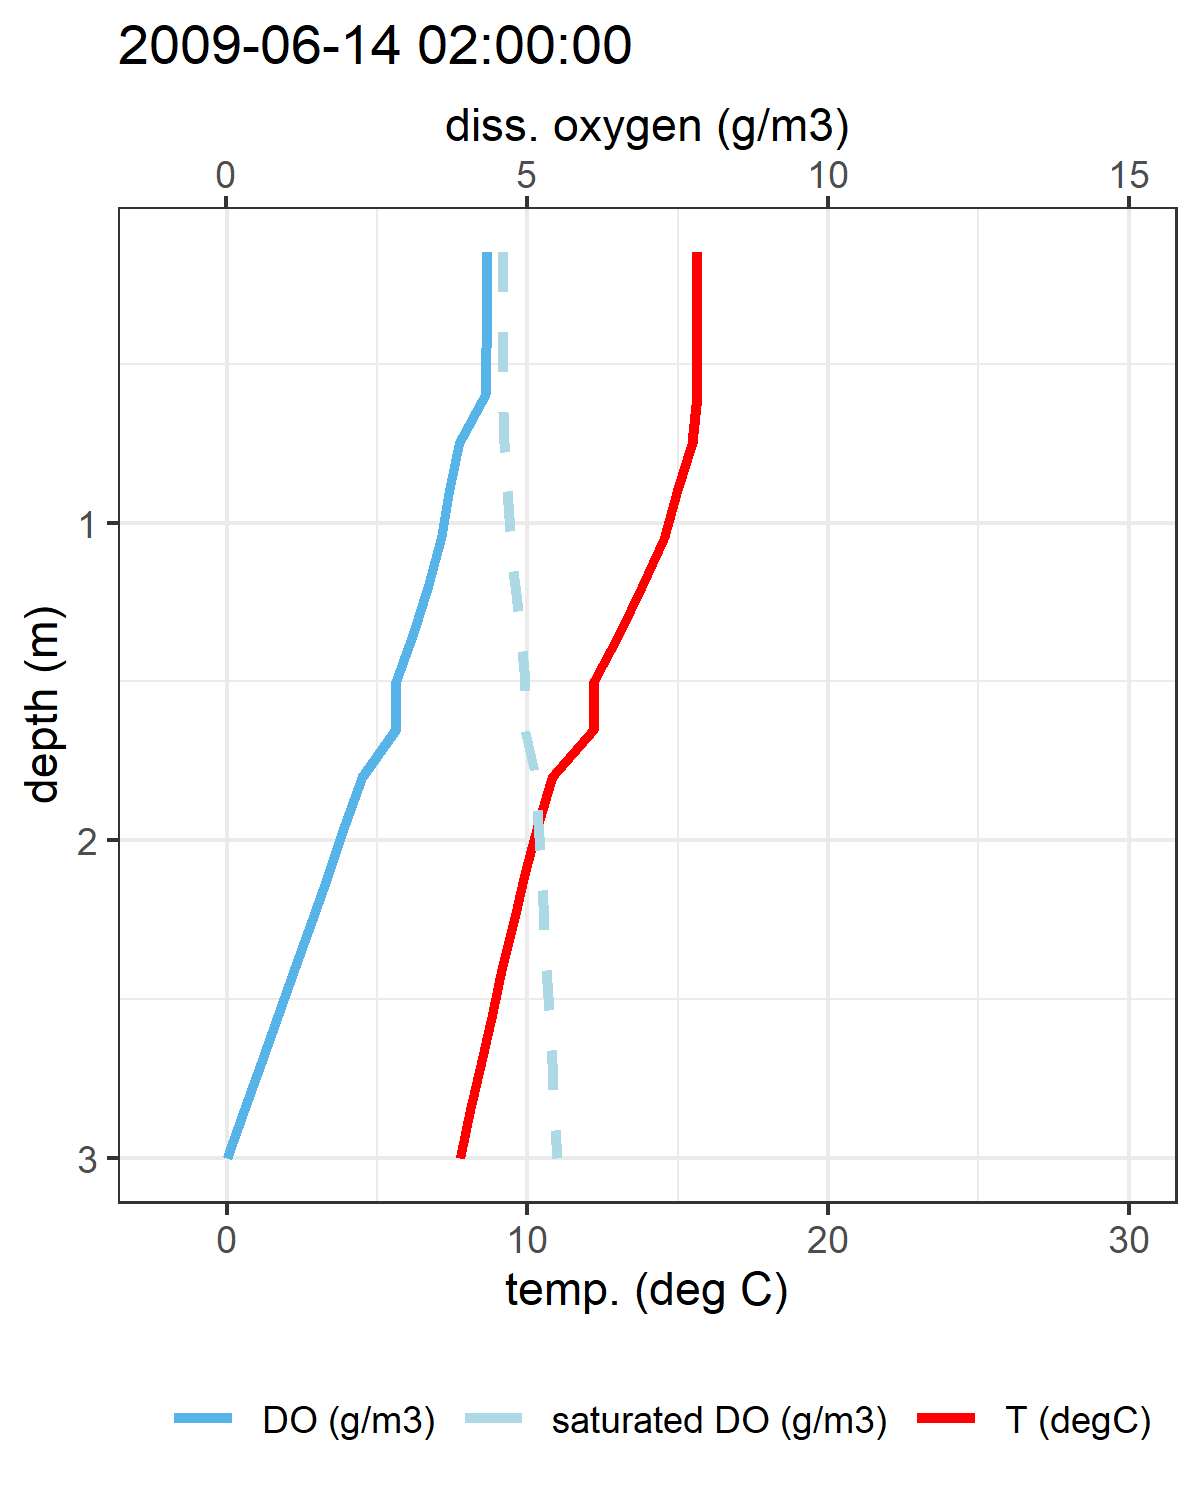 2009-06-14 02:00:00
diss. oxygen (g/m3)
0 5 10 15
1
2
3
depth (m)
0 10 20 30
temp. (deg C)
DO (g/m3) saturated DO (g/m3) T (degC)